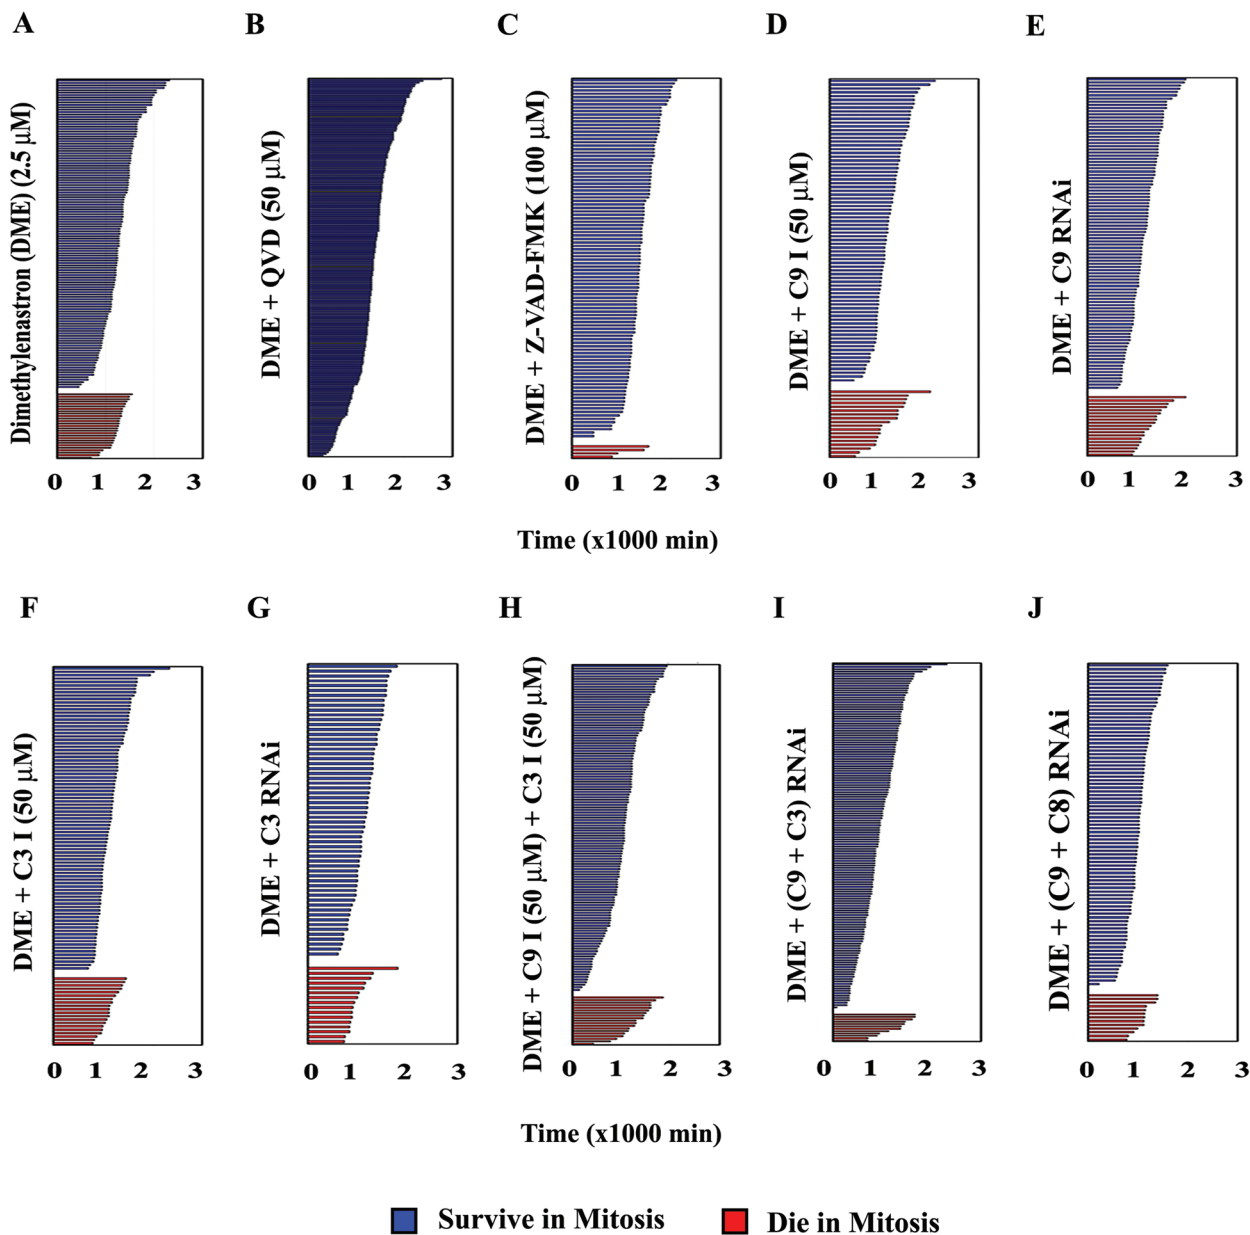 A B C D E
Dimethylenastron (DME) (2.5 μM)
DME + QVD (50 μM)
DME + Z-VAD-FMK (100 μM)
DME + C9 I (50 μM)
DME + C9 RNAi
0 1 2 3 0 1 2 3 0 1 2 3 0 1 2 3 0 1 2 3
Time (x1000 min)
F G H I J
DME + C3 I (50 μM)
DME + C3 RNAi
DME + C9 I (50 μM) + C3 I (50 μM)
DME + (C9 + C3) RNAi
DME + (C9 + C8) RNAi
0 1 2 3 0 1 2 3 0 1 2 3 0 1 2 3 0 1 2 3
Time (x1000 min)
Survive in Mitosis Die in Mitosis